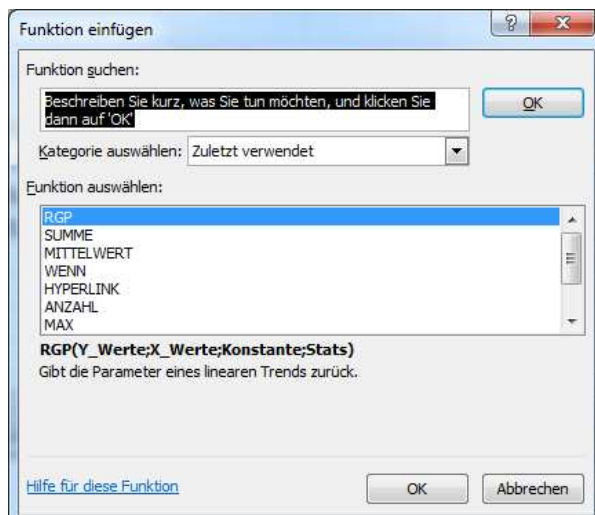 Funktion einfügen
Funktion suchen:
Beschreiben Sie kurz, was Sie tun möchten, und klicken Sie
dann auf 'OK'
OK
Kategorie auswählen: Zuletzt verwendet
Funktion auswählen:
RGP
SUMME
MITTELWERT
WENN
HYPERLINK
ANZAHL
MAX
RGP(Y_Werte;X_Werte;Konstante;Stats)
Gibt die Parameter eines linearen Trends zurück.
Hilfe für diese Funktion
OK
Abbrechen